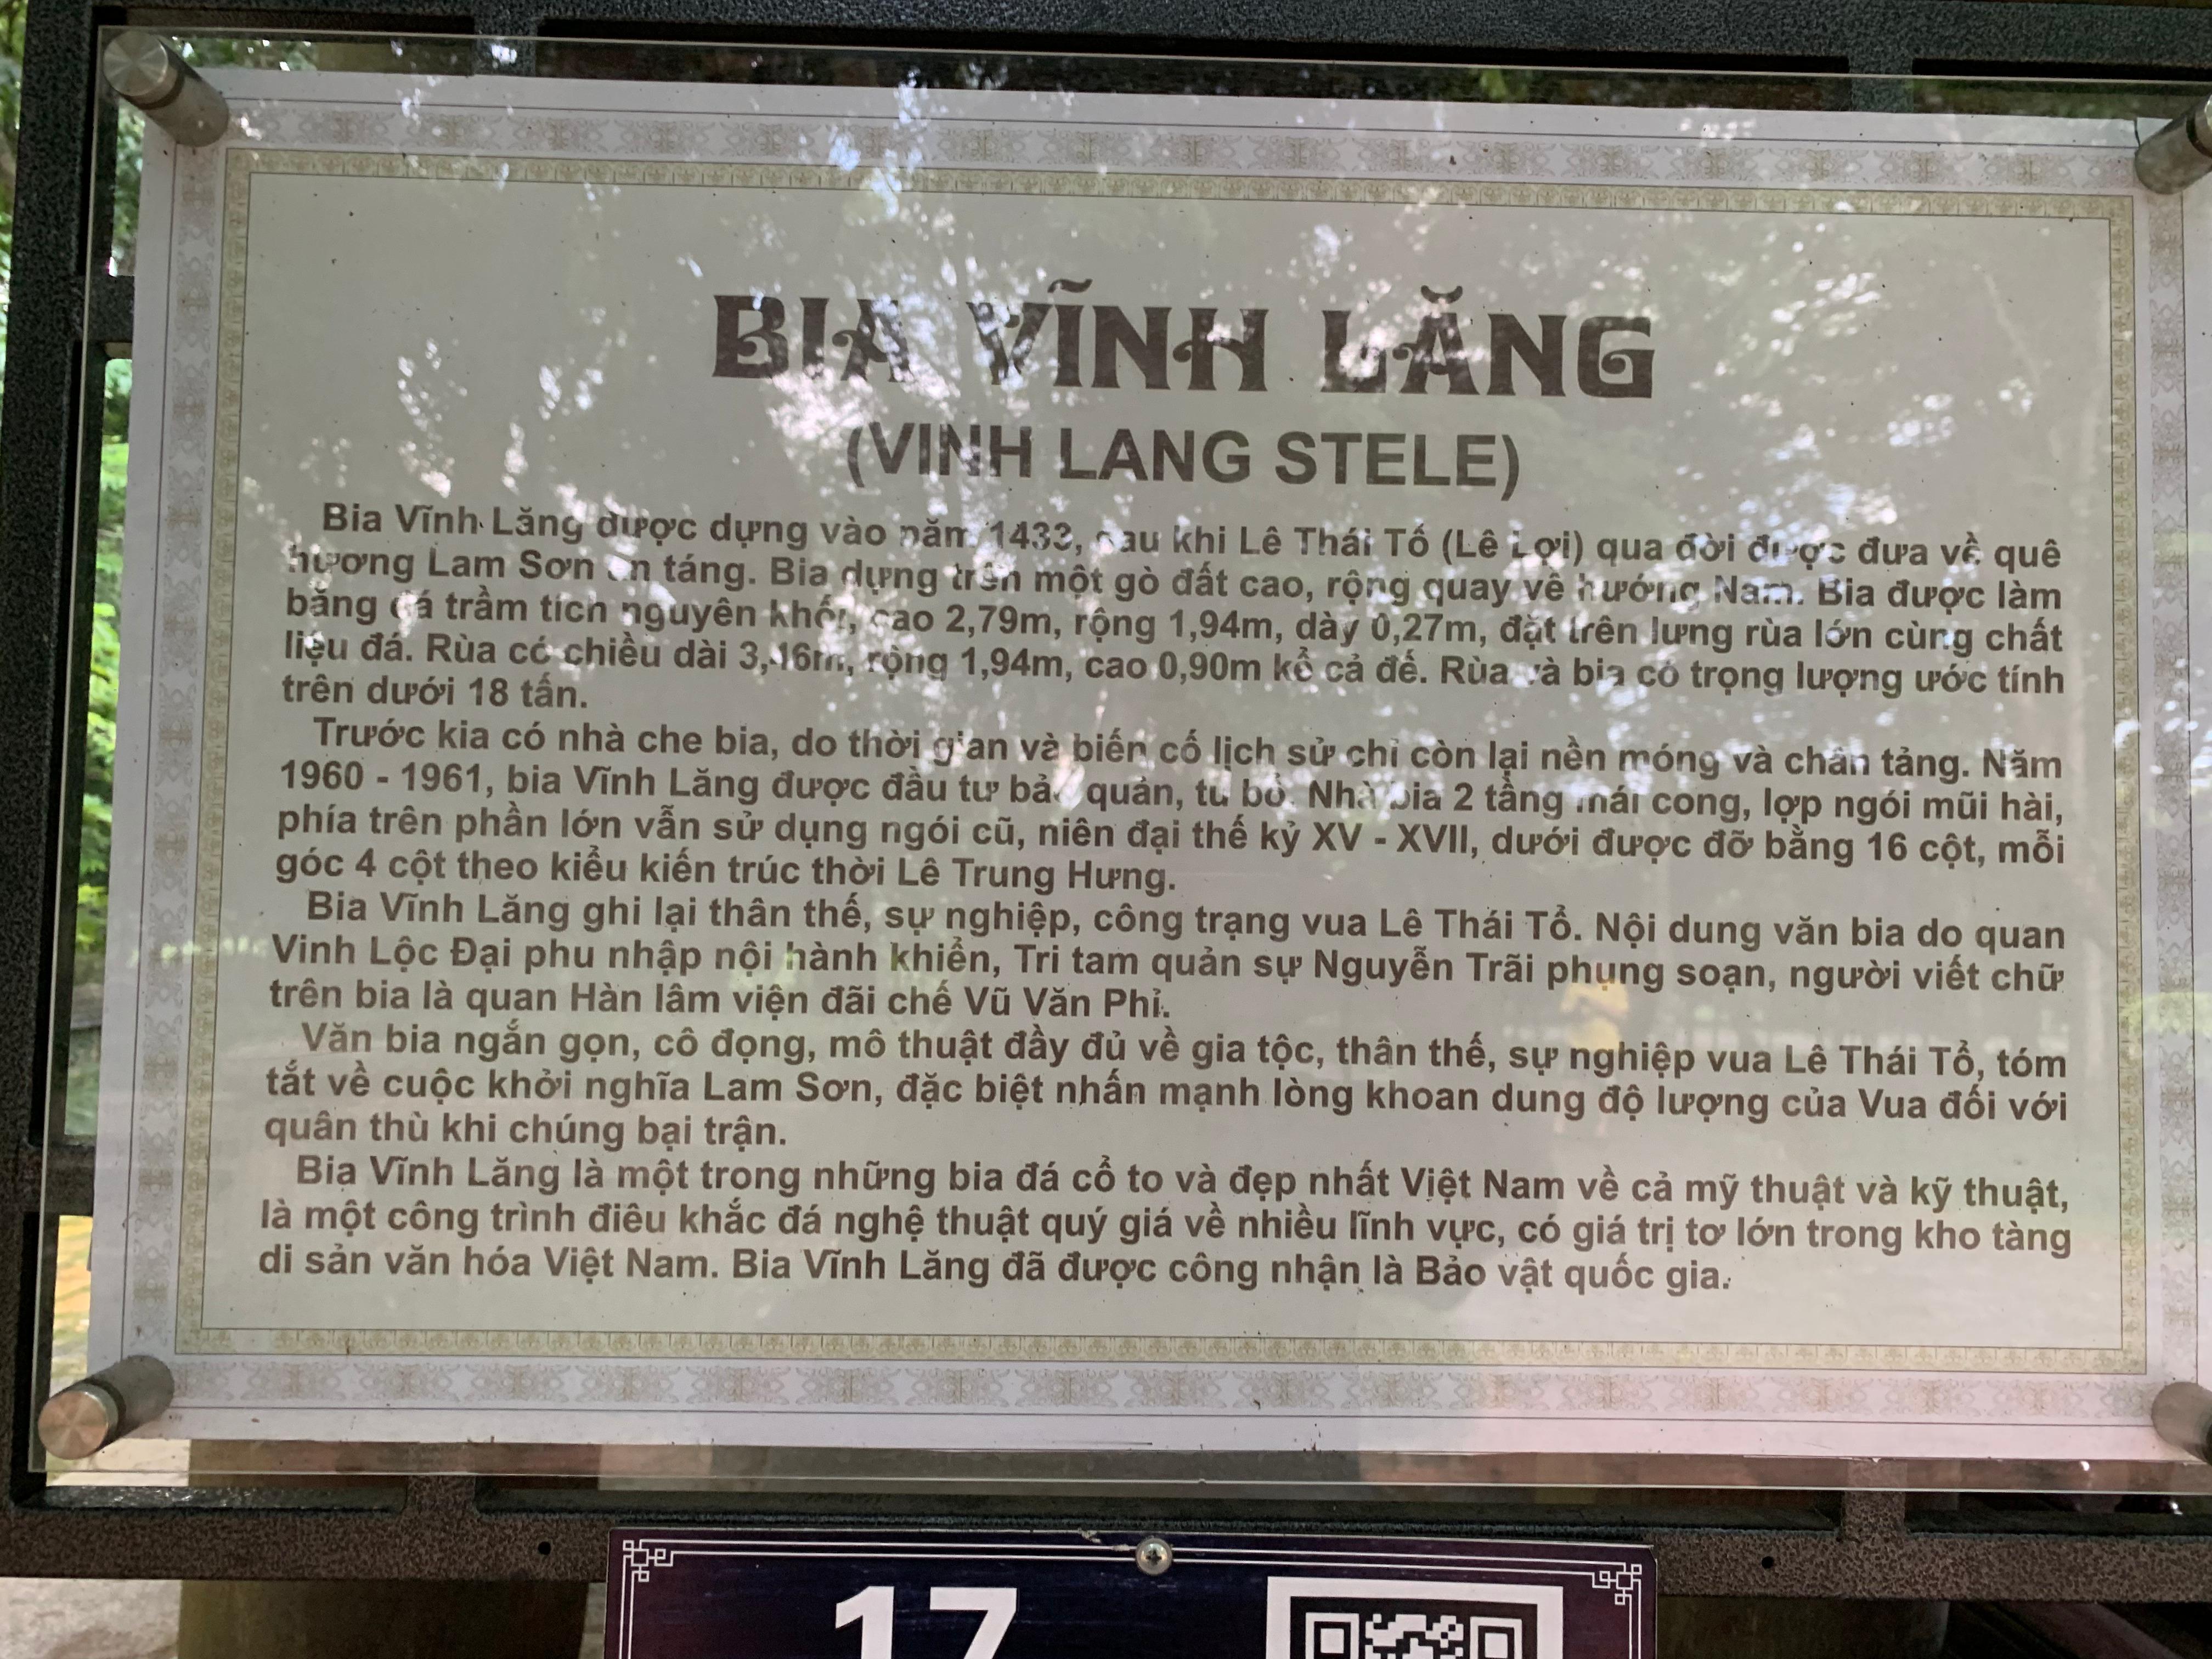 BIA VĨNH LĂNG
(VINH LANG STELE)
Bia Vĩnh Lăng được dựng vào năm 1433, sau khi Lê Thái Tổ (Lê Lợi) qua đời được đưa về quê
hương Lam Sơn an táng. Bia dựng trên một gò đất cao, rộng quay về hướng Nam. Bia được làm
bằng đá trầm tích nguyên khối, cao 2,79m, rộng 1,94m, dày 0,27m, đặt trên lưng rùa lớn cùng chất
liệu đá. Rùa có chiều dài 3,46m, rộng 1,94m, cao 0,90m kể cả đế. Rùa và bia có trọng lượng ước tính
trên dưới 18 tấn.
Trước kia có nhà che bia, do thời gian và biến cố lịch sử chỉ còn lại nền móng và chân tảng. Năm
1960 - 1961, bia Vĩnh Lăng được đầu tư bảo quản, tu bổ. Nhà bia 2 tầng mái cong, lợp ngói mũi hài,
phía trên phần lớn vẫn sử dụng ngói cũ, niên đại thế kỷ XV - XVII, dưới được đỡ bằng 16 cột, mỗi
góc 4 cột theo kiểu kiến trúc thời Lê Trung Hưng.
Bia Vĩnh Lăng ghi lại thân thế, sự nghiệp, công trạng vua Lê Thái Tổ. Nội dung văn bia do quan
Vinh Lộc Đại phu nhập nội hành khiển, Tri tam quản sự Nguyễn Trãi phụng soạn, người viết chữ
trên bia là quan Hàn lâm viện đãi chế Vũ Văn Phỉ.
Văn bia ngắn gọn, cô đọng, mô thuật đầy đủ về gia tộc, thân thế, sự nghiệp vua Lê Thái Tổ, tóm
tắt về cuộc khởi nghĩa Lam Sơn, đặc biệt nhấn mạnh lòng khoan dung độ lượng của Vua đối với
quân thù khi chúng bại trận.
Bia Vĩnh Lăng là một trong những bia đá cổ to và đẹp nhất Việt Nam về cả mỹ thuật và kỹ thuật,
là một công trình điêu khắc đá nghệ thuật quý giá về nhiều lĩnh vực, có giá trị tơ lớn trong kho tàng
di sản văn hóa Việt Nam. Bia Vĩnh Lăng đã được công nhận là Bảo vật quốc gia.
17